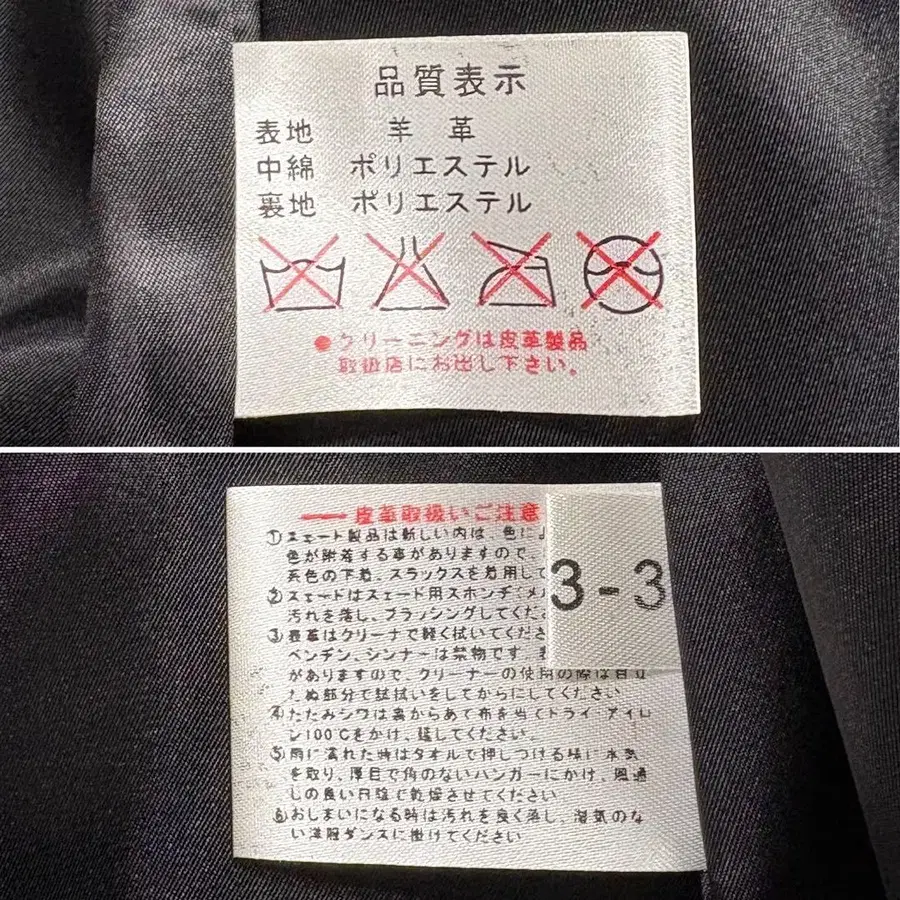 品質表示
表地 羊革
中綿 ポリエステル
裏地 ポリエステル
●クリーニングは皮革製品
取扱店にお出し下さい。
皮革取扱いご注意
①スェード製品は新しい内は、色に
色が附着する事がありますので、
系色の下着、スラックスを着用して
②スェードはスェード用スポンヂ
汚れを落し、ブラッシングしてくだ
3-3
③表革はクリーナで軽く拭いてくだ
ベンヂン、シンナーは禁物です
がありますので、クリーナーの使用の際は目立
たぬ部分で試拭いをしてからにしてください
④たたみシワは裏からあて布を当てドライ・アイロ
ン100℃をかけ、延してください。
⑤雨に濡れた時はタオルで押しつける様に水気
を取り、厚目で角のないハンガーにかけ、風通
しの良い日陰で乾燥させてください
⑥おしまいになる時は汚れを良く落し、湿気のな
い洋服ダンスに掛けてください